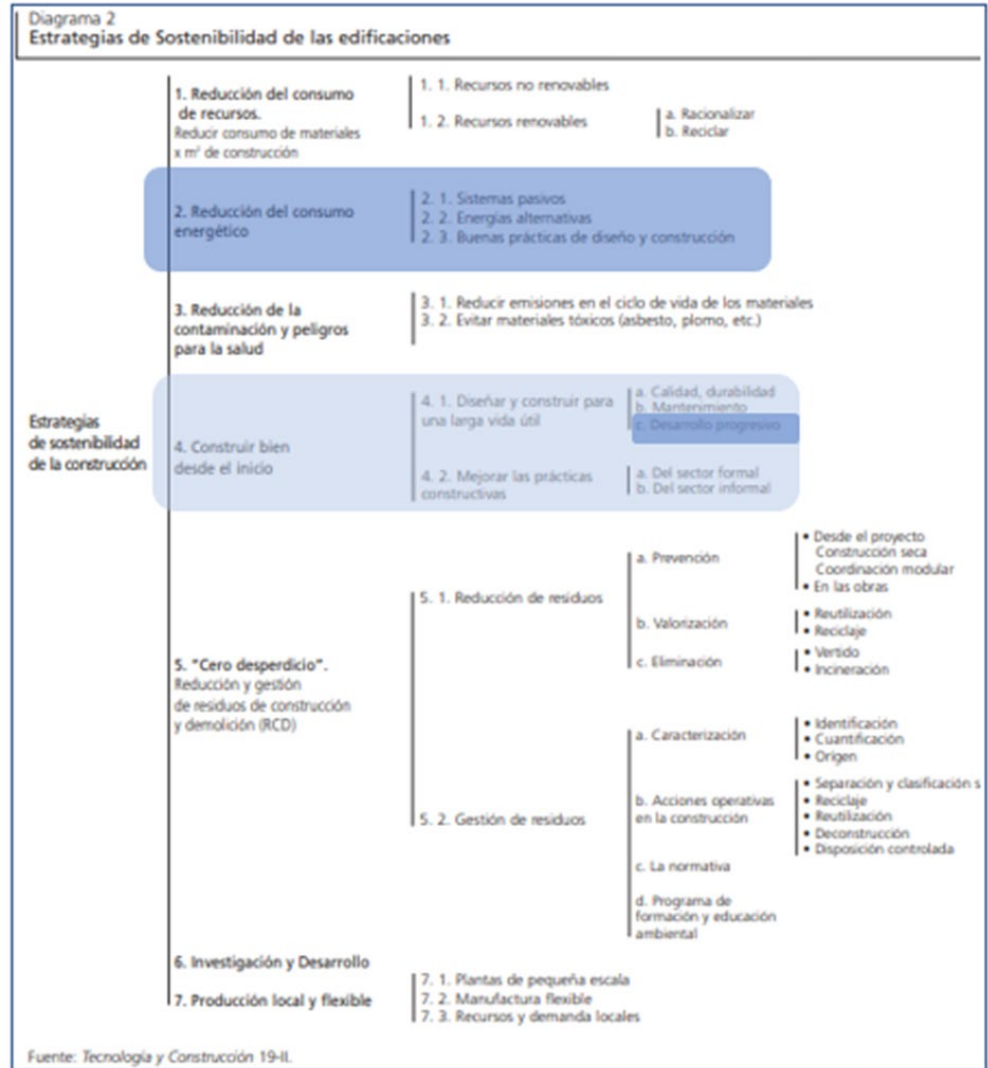 Diagrama 2
Estrategias de Sostenibilidad de las edificaciones
Estrategias
de sostenibilidad
de la construcción
1. Reducción del consumo
de recursos.
Reducir consumo de materiales
x m² de construcción
1. 1. Recursos no renovables
1. 2. Recursos renovables
a. Racionalizar
b. Reciclar
2. Reducción del consumo
energético
2. 1. Sistemas pasivos
2. 2. Energías alternativas
2. 3. Buenas prácticas de diseño y construcción
3. Reducción de la
contaminación y peligros
para la salud
3. 1. Reducir emisiones en el ciclo de vida de los materiales
3. 2. Evitar materiales tóxicos (asbesto, plomo, etc.)
4. Construir bien
desde el inicio
4. 1. Diseñar y construir para
una larga vida útil
a. Calidad, durabilidad
b. Mantenimiento
c. Desarrollo progresivo
4. 2. Mejorar las prácticas
constructivas
a. Del sector formal
b. Del sector informal
5. "Cero desperdicio".
Reducción y gestión
de residuos de construcción
y demolición (RCD)
5. 1. Reducción de residuos
a. Prevención
• Desde el proyecto
Construcción seca
Coordinación modular
• En las obras
b. Valorización
• Reutilización
• Reciclaje
c. Eliminación
• Vertido
• Incineración
5. 2. Gestión de residuos
a. Caracterización
• Identificación
• Cuantificación
• Origen
b. Acciones operativas
en la construcción
• Separación y clasificación s
• Reciclaje
• Reutilización
• Deconstrucción
• Disposición controlada
c. La normativa
d. Programa de
formación y educación
ambiental
6. Investigación y Desarrollo
7. Producción local y flexible
7. 1. Plantas de pequeña escala
7. 2. Manufactura flexible
7. 3. Recursos y demanda locales
Fuente: Tecnología y Construcción 19-II.